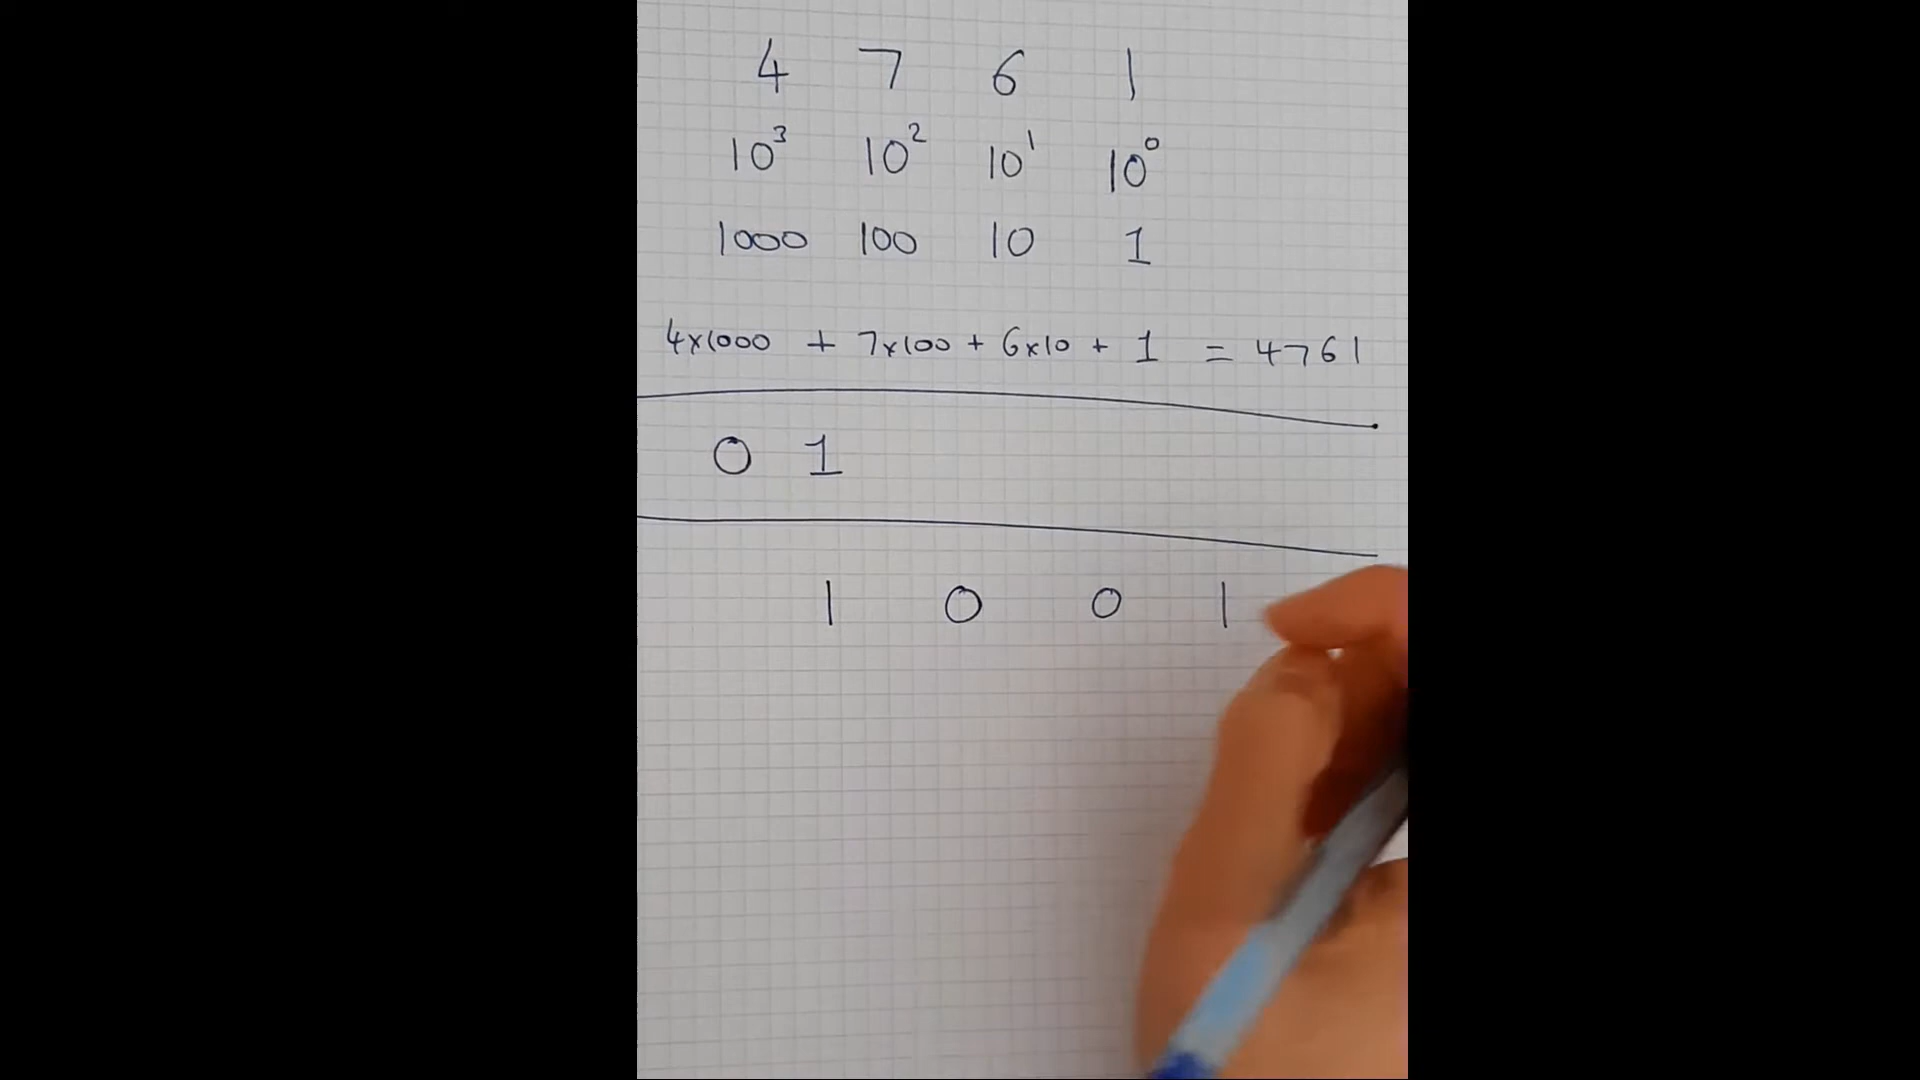 4 7 6 1
10³ 10² 10¹ 10⁰
1000 100 10 1
4x1000 + 7x100 + 6x10 + 1 = 4761
0 1
1 0 0 1